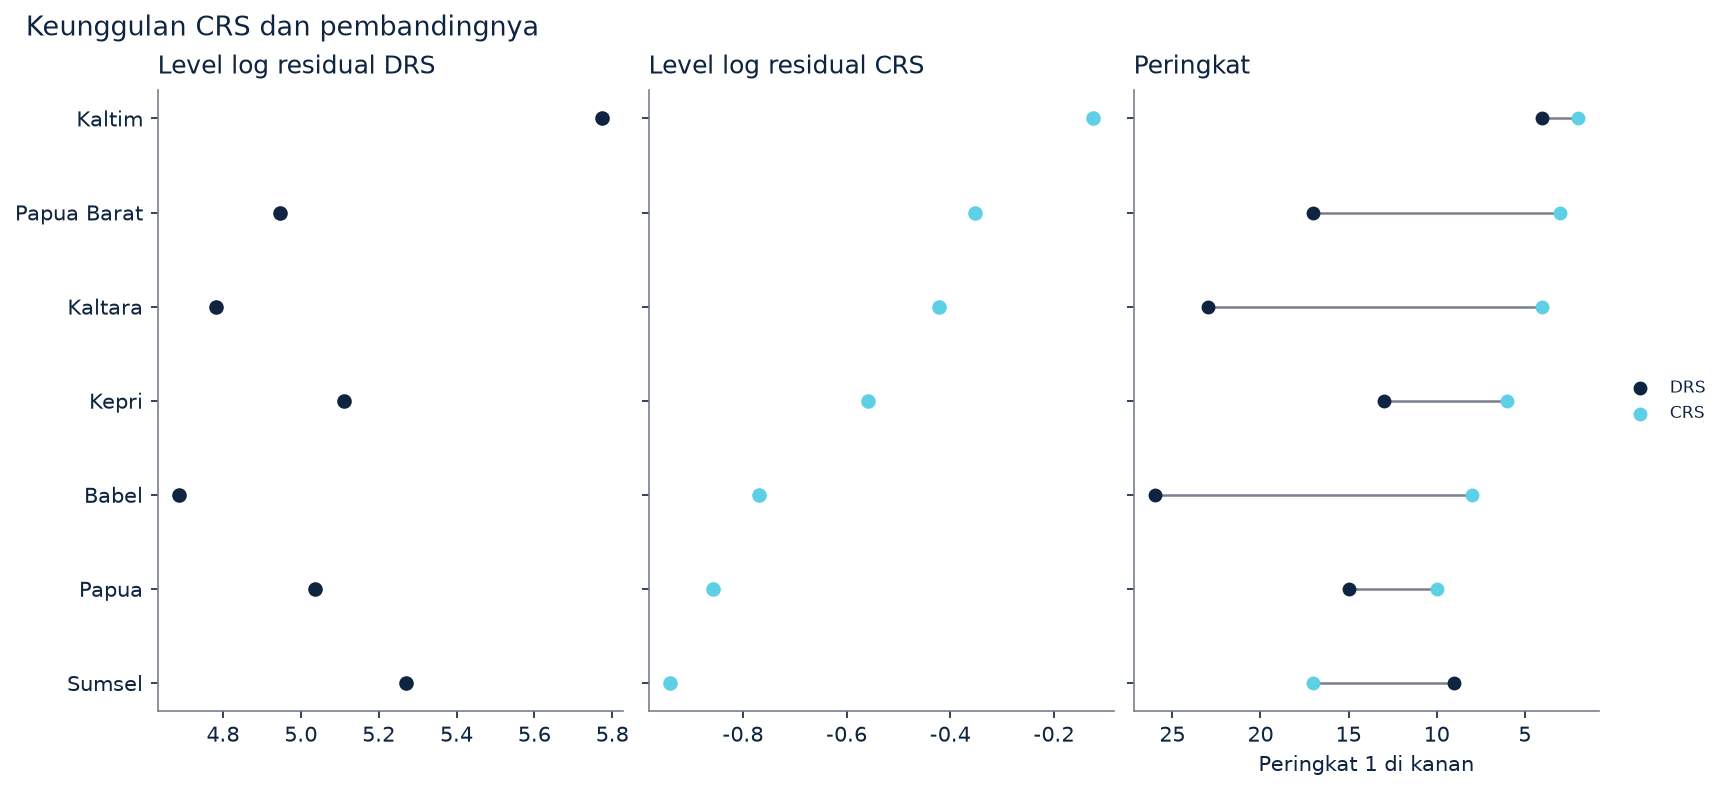 Keunggulan CRS dan pembandingnya
Level log residual DRS
Level log residual CRS
Peringkat
Kaltim
Papua Barat
Kaltara
Kepri
Babel
Papua
Sumsel
4.8 5.0 5.2 5.4 5.6 5.8
-0.8 -0.6 -0.4 -0.2
25 20 15 10 5
Peringkat 1 di kanan
DRS
CRS